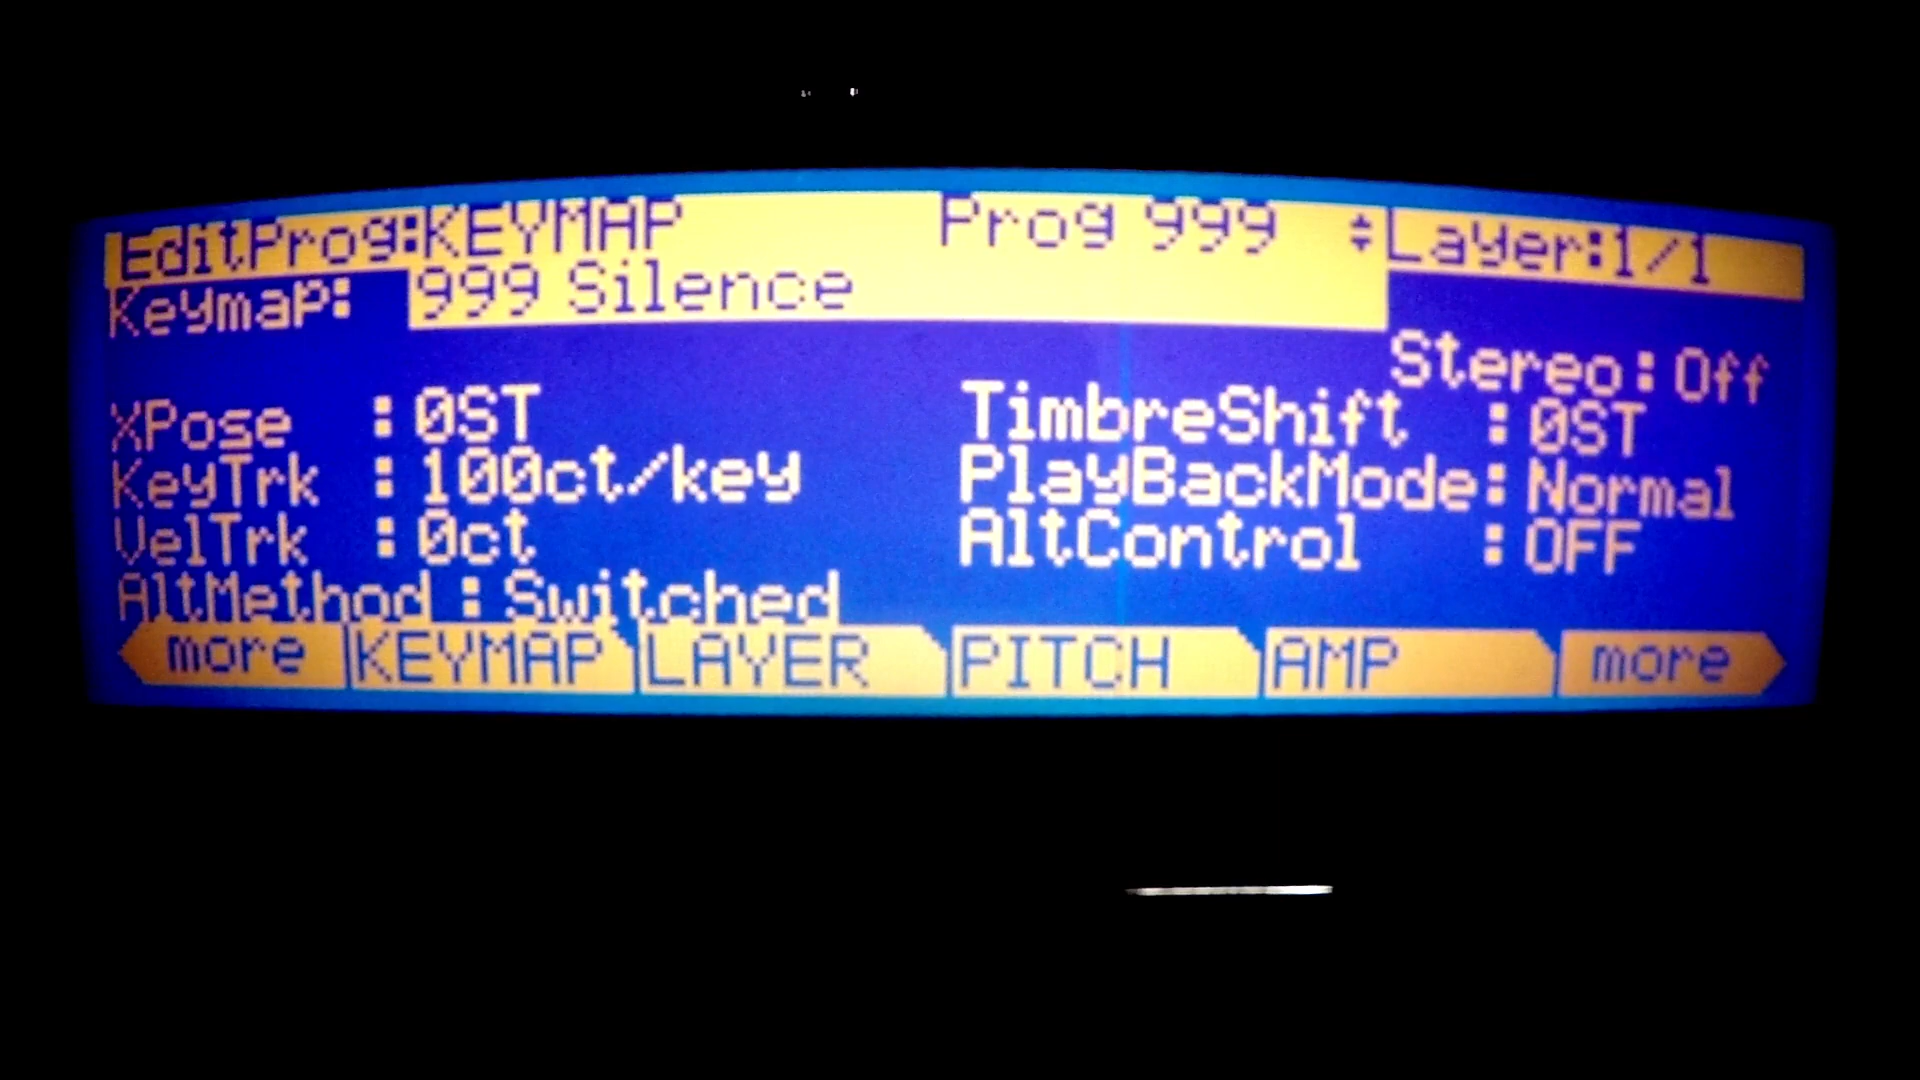 EditProg:KEYMAP Prog 999 Layer:1/1
Keymap: 999 Silence
Stereo: Off
XPose : 0ST TimbreShift : 0ST
KeyTrk : 100ct/key PlayBackMode: Normal
VelTrk : 0ct AltControl : OFF
AltMethod : Switched
more KEYMAP LAYER PITCH AMP more